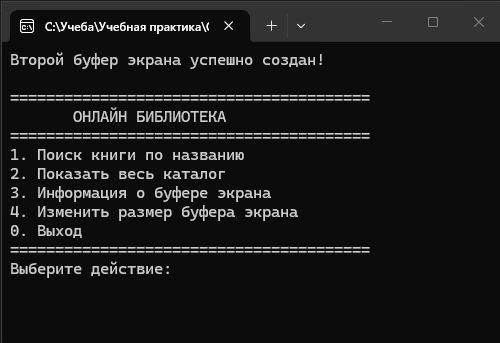 C:\Учеба\Учебная практика\
Второй буфер экрана успешно создан!
========================================
ОНЛАЙН БИБЛИОТЕКА
========================================
1. Поиск книги по названию
2. Показать весь каталог
3. Информация о буфере экрана
4. Изменить размер буфера экрана
0. Выход
========================================
Выберите действие: